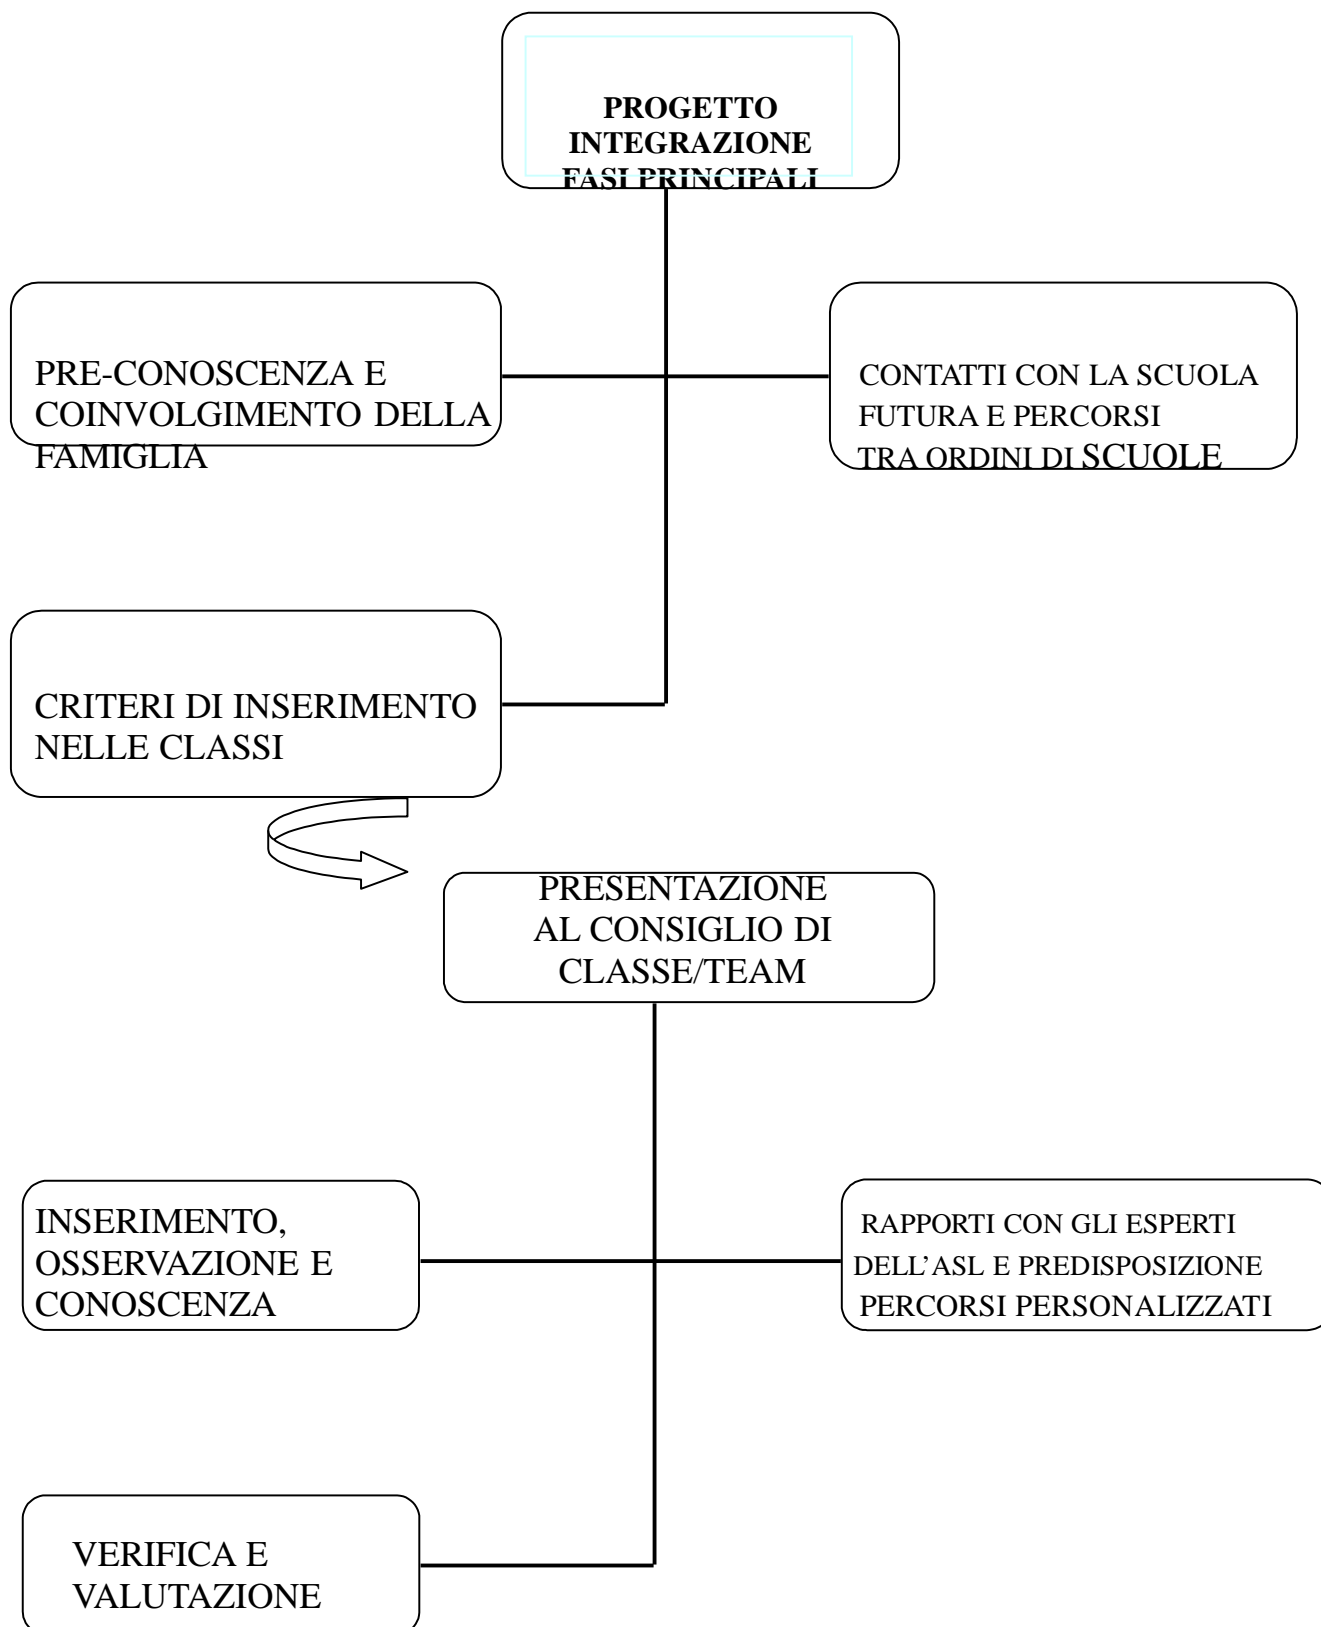 PROGETTO
INTEGRAZIONE
FASI PRINCIPALI
PRE-CONOSCENZA E
COINVOLGIMENTO DELLA
FAMIGLIA
CONTATTI CON LA SCUOLA
FUTURA E PERCORSI
TRA ORDINI DI SCUOLE
CRITERI DI INSERIMENTO
NELLE CLASSI
PRESENTAZIONE
AL CONSIGLIO DI
CLASSE/TEAM
INSERIMENTO,
OSSERVAZIONE E
CONOSCENZA
RAPPORTI CON GLI ESPERTI
DELL’ASL E PREDISPOSIZIONE
PERCORSI PERSONALIZZATI
VERIFICA E
VALUTAZIONE